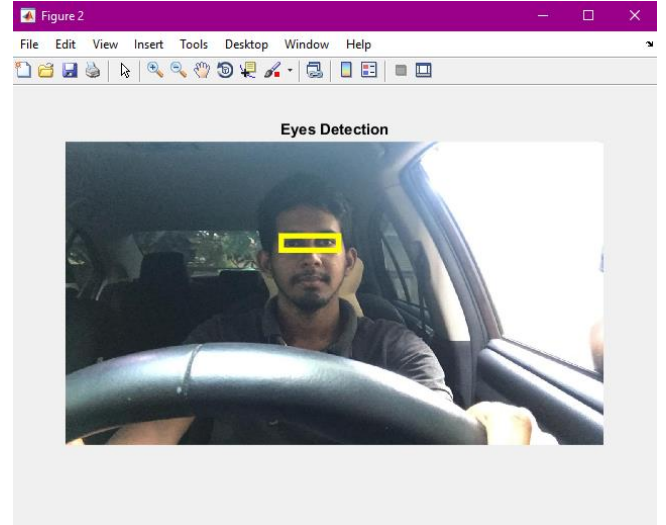 Figure 2
File Edit View Insert Tools Desktop Window Help
Eyes Detection